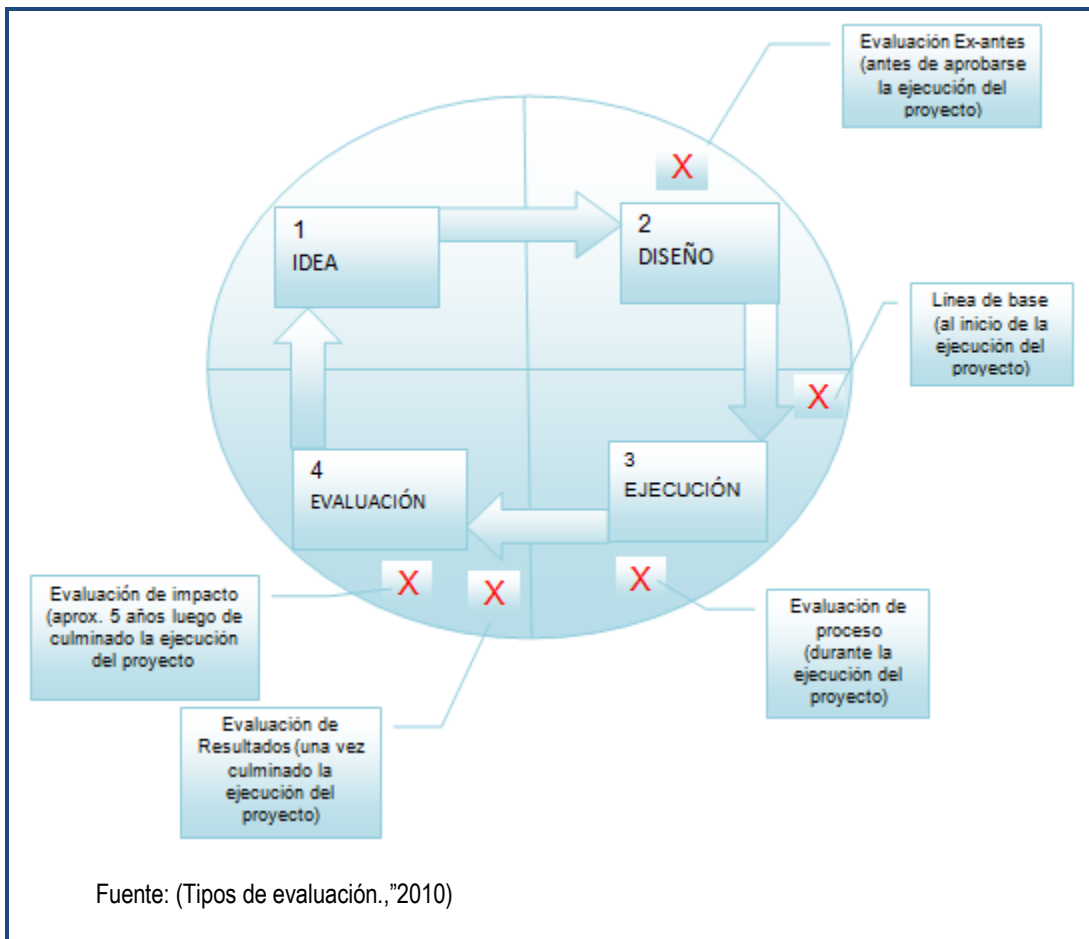 Evaluación Ex-antes
(antes de aprobarse
la ejecución del
proyecto)
X
1
IDEA
2
DISEÑO
Línea de base
(al inicio de la
ejecución del
proyecto)
X
4
EVALUACIÓN
3
EJECUCIÓN
X
X
X
Evaluación de impacto
(aprox. 5 años luego de
culminado la ejecución
del proyecto
Evaluación de
proceso
(durante la
ejecución del
proyecto)
Evaluación de
Resultados (una vez
culminado la
ejecución del
proyecto)
Fuente: (Tipos de evaluación.,”2010)